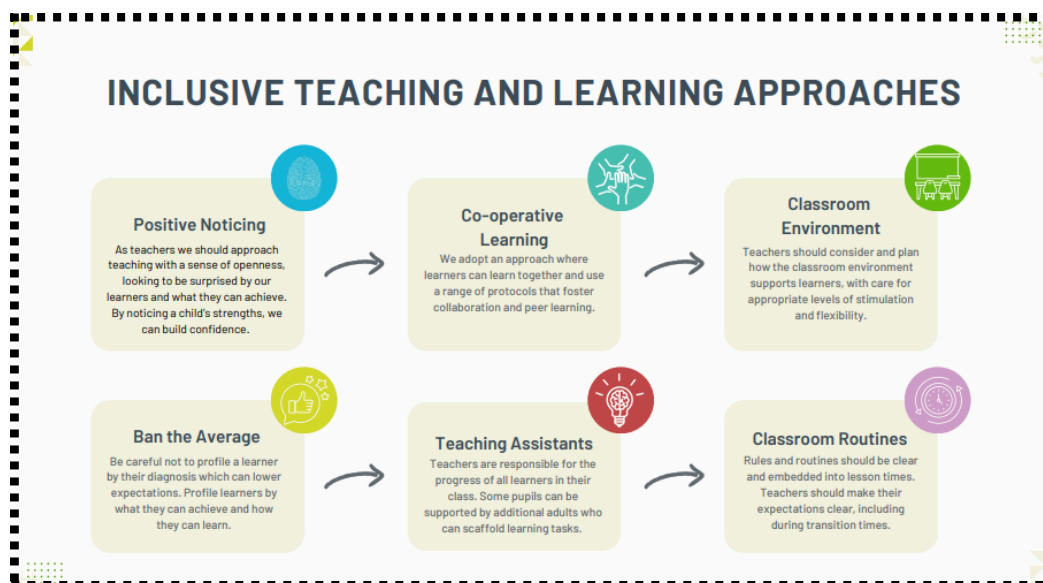 INCLUSIVE TEACHING AND LEARNING APPROACHES
Positive Noticing
As teachers we should approach
teaching with a sense of openness,
looking to be surprised by our
learners and what they can achieve.
By noticing a child's strengths, we
can build confidence.
Co-operative
Learning
We adopt an approach where
learners can learn together and use
a range of protocols that foster
collaboration and peer learning.
Classroom
Environment
Teachers should consider and plan
how the classroom environment
supports learners, with care for
appropriate levels of stimulation
and flexibility.
Ban the Average
Be careful not to profile a learner
by their diagnosis which can lower
expectations. Profile learners by
what they can achieve and how
they can learn.
Teaching Assistants
Teachers are responsible for the
progress of all learners in their
class. Some pupils can be
supported by additional adults who
can scaffold learning tasks.
Classroom Routines
Rules and routines should be clear
and embedded into lesson times.
Teachers should make their
expectations clear, including
during transition times.